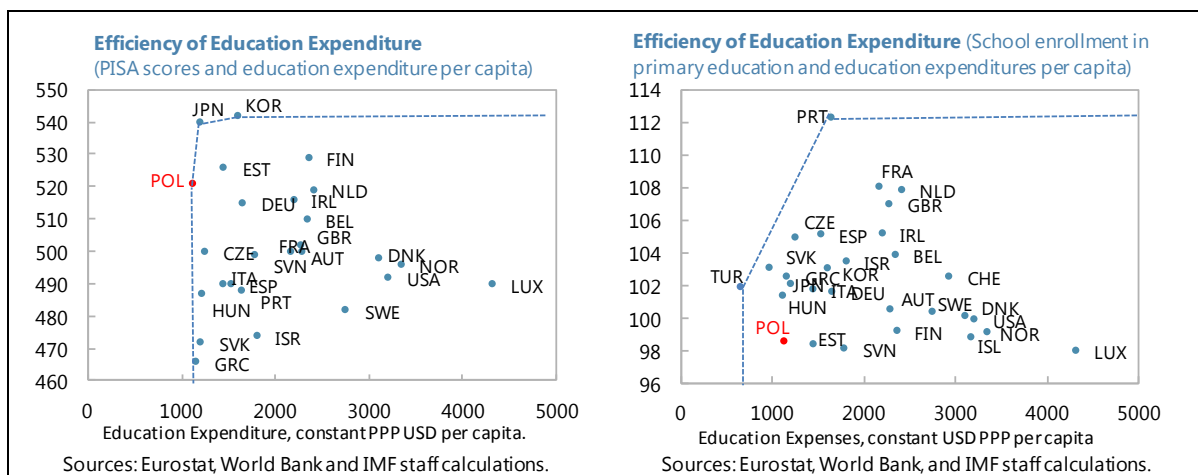 Efficiency of Education Expenditure
(PISA scores and education expenditure per capita)
550
540
530
520
510
500
490
480
470
460
JPN
KOR
EST
FIN
POL
NLD
DEU
IRL
BEL
GBR
CZE
FRA
AUT
DNK
SVN
NOR
ITA
ESP
USA
LUX
HUN
PRT
SWE
SVK
ISR
GRC
0 1000 2000 3000 4000 5000
Education Expenditure, constant PPP USD per capita.
Sources: Eurostat, World Bank and IMF staff calculations.
Efficiency of Education Expenditure (School enrollment in
primary education and education expenditures per capita)
114
112
110
108
106
104
102
100
98
96
PRT
FRA
NLD
GBR
CZE
ESP
IRL
SVK
ISR
BEL
TUR
GRC
KOR
CHE
JPN
ITA
DEU
HUN
AUT
SWE
DNK
POL
USA
EST
FIN
NOR
SVN
ISL
LUX
0 1000 2000 3000 4000 5000
Education Expenses, constant USD PPP per capita
Sources: Eurostat, World Bank, and IMF staff calculations.